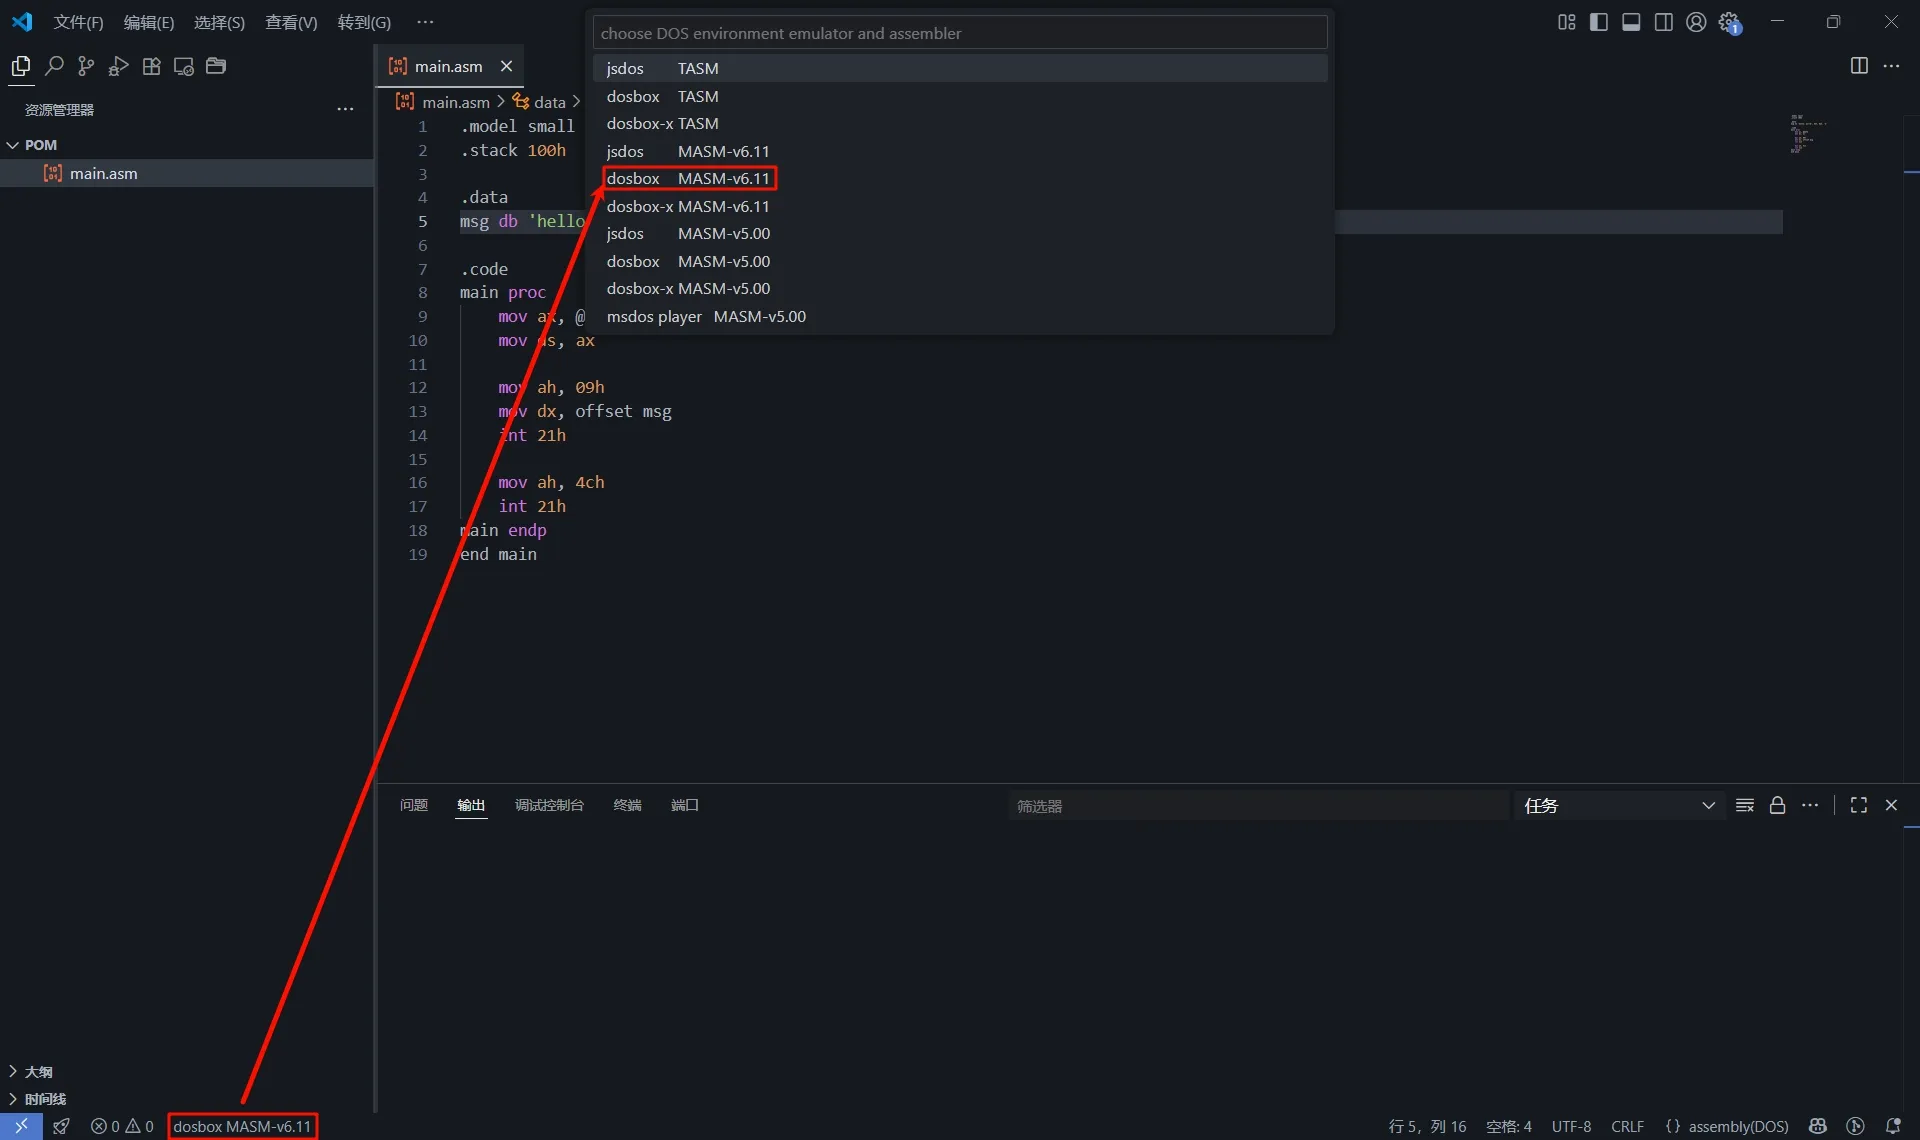 文件(F) 编辑(E) 选择(S) 查看(V) 转到(G) ···
choose DOS environment emulator and assembler
1
jsdos TASM
dosbox TASM
dosbox-x TASM
jsdos MASM-v6.11
dosbox MASM-v6.11
dosbox-x MASM-v6.11
jsdos MASM-v5.00
dosbox MASM-v5.00
dosbox-x MASM-v5.00
msdos player MASM-v5.00
资源管理器 ···
POM
main.asm
main.asm
main.asm > data >
1 .model small
2 .stack 100h
3
4 .data
5 msg db 'hello
6
7 .code
8 main proc
9 mov ax, @
10 mov ds, ax
11
12 mov ah, 09h
13 mov dx, offset msg
14 int 21h
15
16 mov ah, 4ch
17 int 21h
18 main endp
19 end main
问题 输出 调试控制台 终端 端口
筛选器
任务
大纲
时间线
0 0 dosbox MASM-v6.11
行 5，列 16 空格: 4 UTF-8 CRLF {} assembly(DOS)